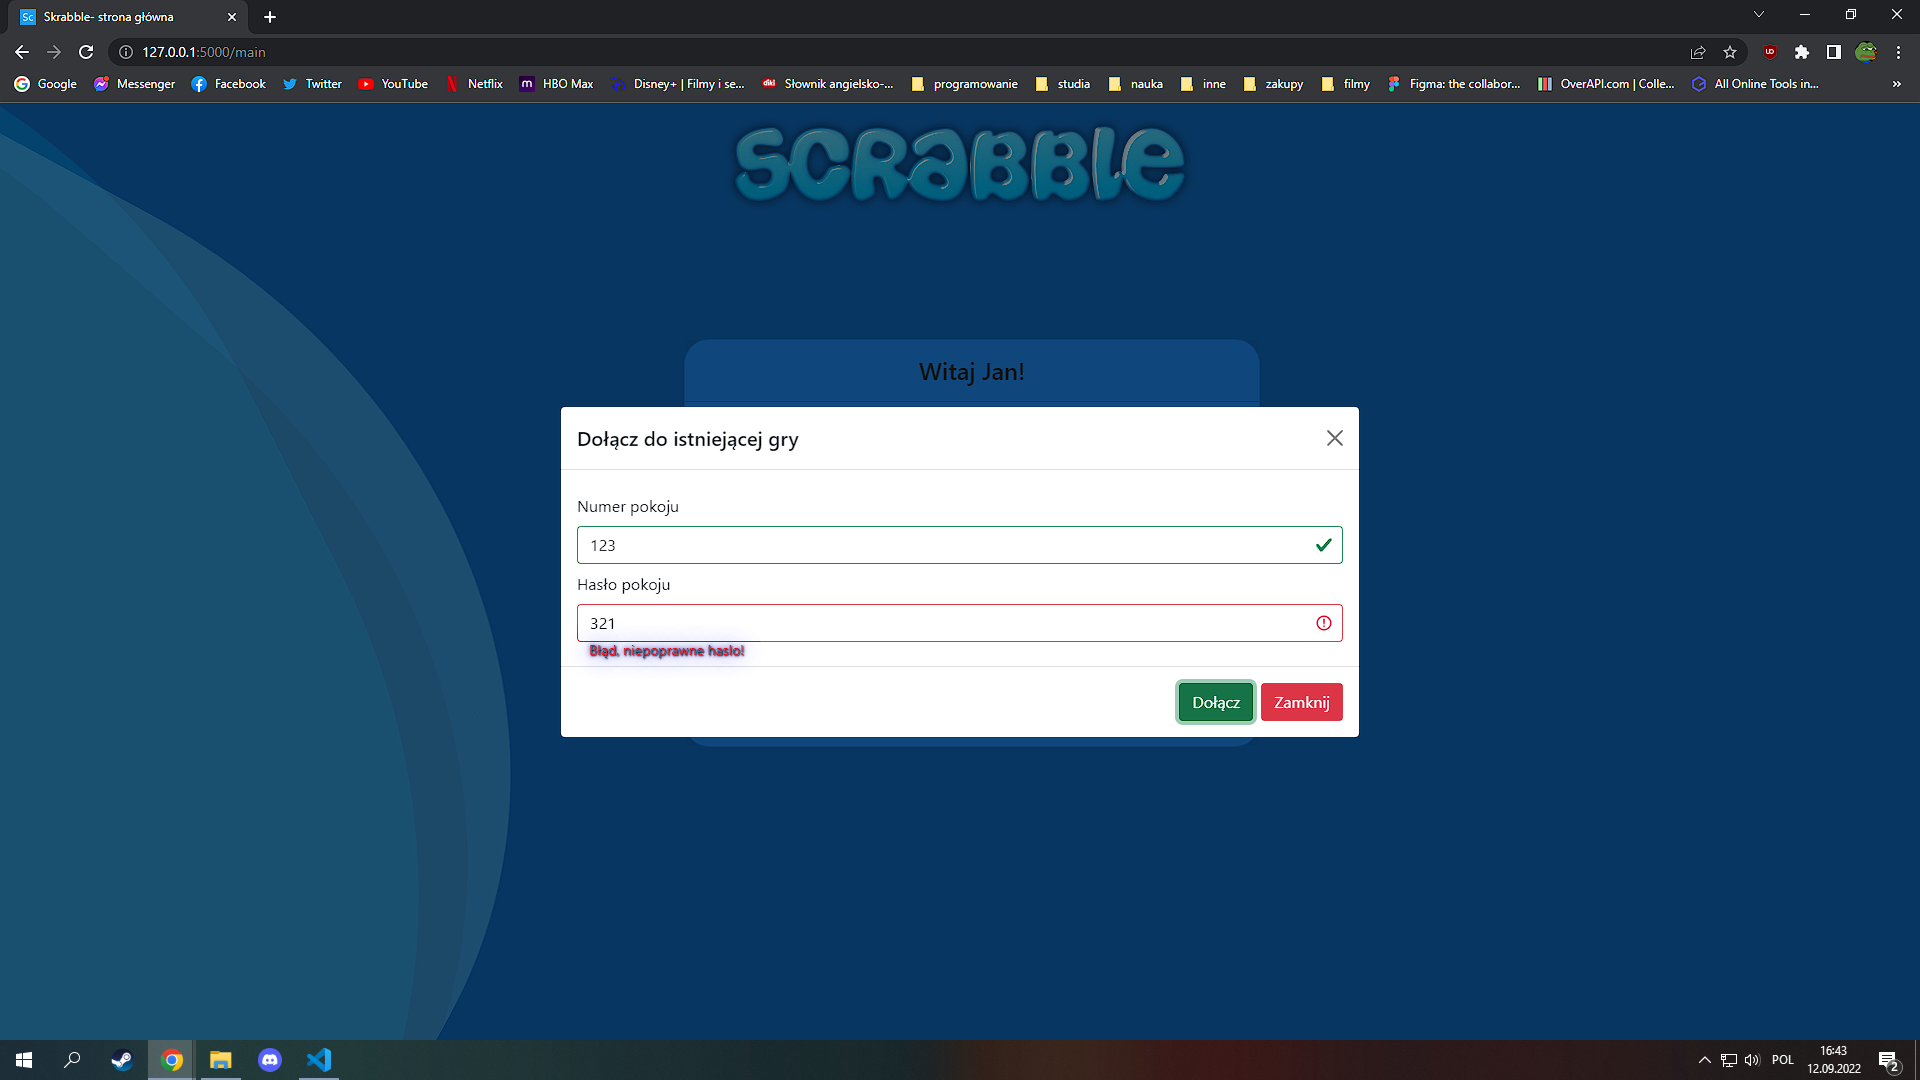 Skrabble- strona główna
127.0.0.1:5000/main
Google Messenger Facebook Twitter YouTube Netflix HBO Max Disney+ | Filmy i se... Słownik angielsko-... programowanie studia nauka inne zakupy filmy Figma: the collabor... OverAPI.com | Colle... All Online Tools in... »
SCRABBLE
Witaj Jan!
Dołącz do istniejącej gry
Numer pokoju
123
Hasło pokoju
321
Błąd, niepoprawne hasło!
Dołącz Zamknij
POL
16:43
12.09.2022
2